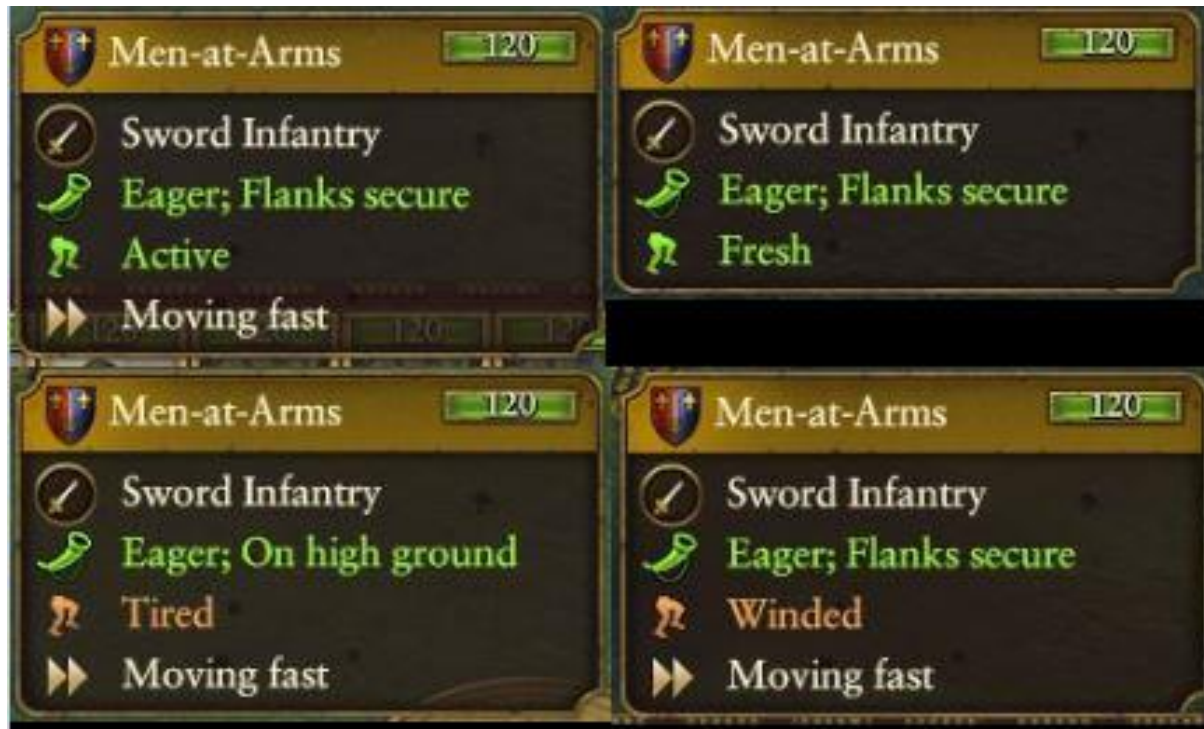 Men-at-Arms 120
Sword Infantry
Eager; Flanks secure
Active
Moving fast
Men-at-Arms 120
Sword Infantry
Eager; Flanks secure
Fresh
Men-at-Arms 120
Sword Infantry
Eager; On high ground
Tired
Moving fast
Men-at-Arms 120
Sword Infantry
Eager; Flanks secure
Winded
Moving fast